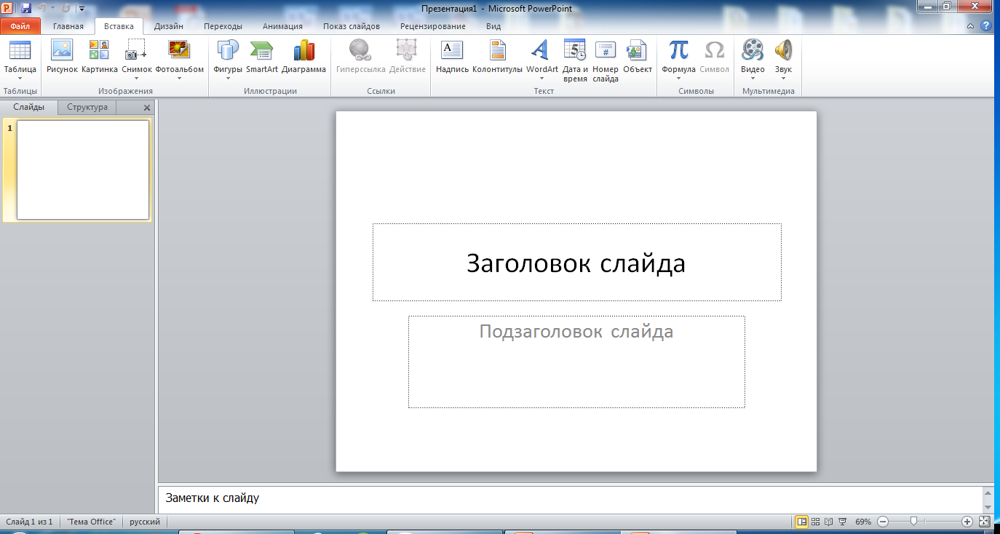 Презентация1 - Microsoft PowerPoint
Файл Главная Вставка Дизайн Переходы Анимация Показ слайдов Рецензирование Вид
Таблица Рисунок Картинка Снимок Фотоальбом Фигуры SmartArt Диаграмма Гиперссылка Действие Надпись Колонтитулы WordArt Дата и время Номер слайда Объект Формула Символ Видео Звук
Таблицы Изображения Иллюстрации Ссылки Текст Символы Мультимедиа
Слайды Структура
1
Заголовок слайда
Подзаголовок слайда
Заметки к слайду
Слайд 1 из 1 "Тема Office" русский 69%